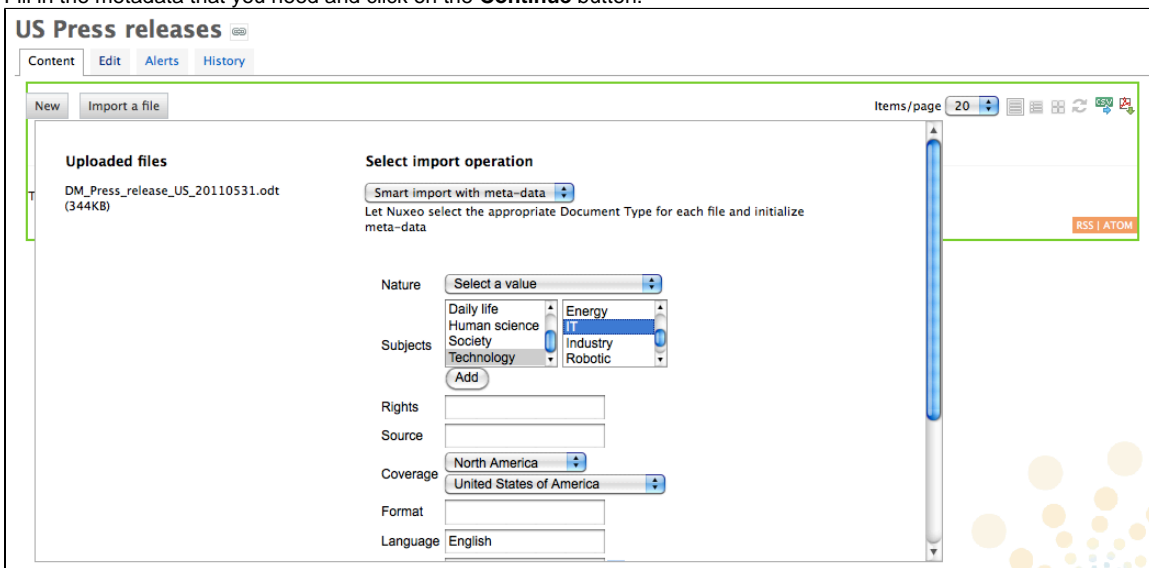 Fill in the metadata that you need and click on the Continue button.
US Press releases
Content Edit Alerts History
New Import a file Items/page 20
Uploaded files
DM_Press_release_US_20110531.odt
(344KB)
Select import operation
Smart import with meta-data
Let Nuxeo select the appropriate Document Type for each file and initialize
meta-data
T
RSS | ATOM
Nature Select a value
Subjects
Daily life
Human science
Society
Technology
Energy
IT
Industry
Robotic
Add
Rights
Source
Coverage North America
United States of America
Format
Language English